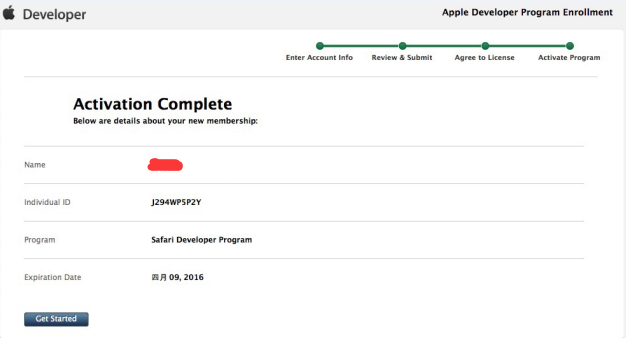 Developer
Apple Developer Program Enrollment
Enter Account Info
Review & Submit
Agree to License
Activate Program
Activation Complete
Below are details about your new membership:
Name
Individual ID J294WP5P2Y
Program Safari Developer Program
Expiration Date 四月 09, 2016
Get Started